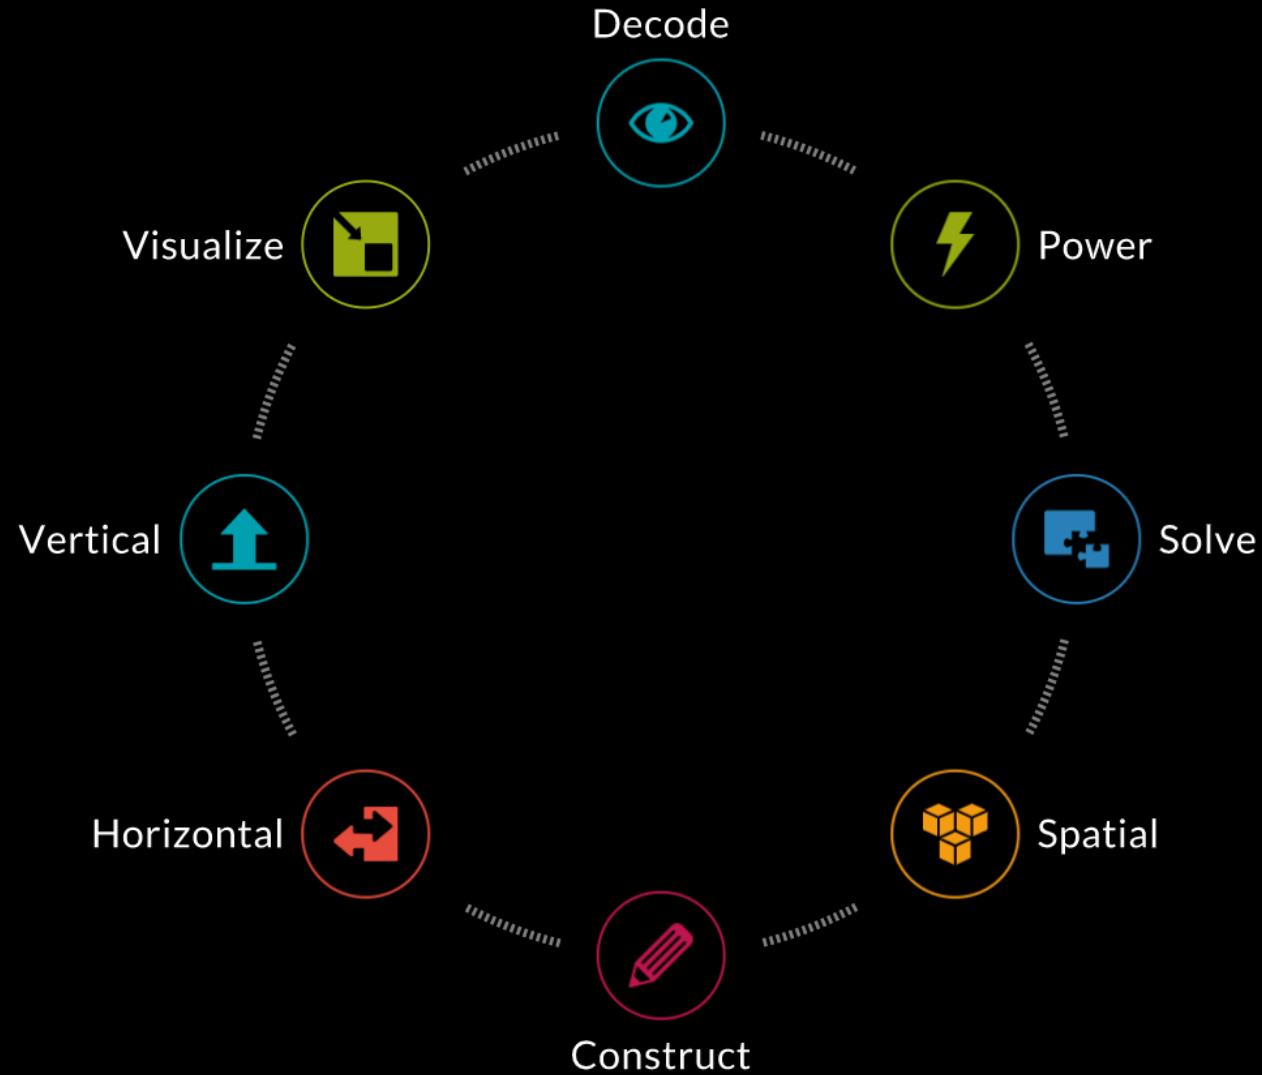 Decode
Visualize
Power
Vertical
Solve
Horizontal
Spatial
Construct